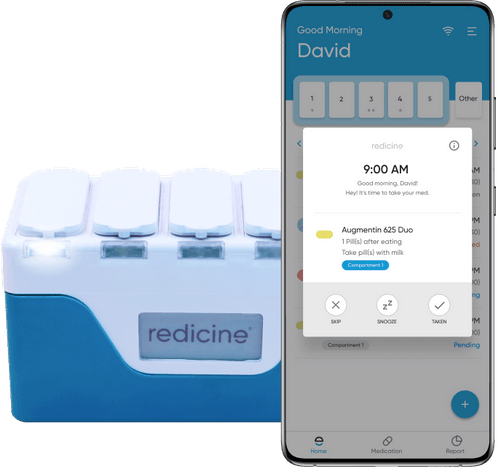 redicine
Good Morning
David
1
2
3
4
5
Other
redicine
9:00 AM
Good morning, David!
Hey! It's time to take your med.
Augmentin 625 Duo
1 Pill(s) after eating
Take pill(s) with milk
Compartment 1
SKIP
SNOOZE
TAKEN
Compartment 1
Pending
+
Home
Medication
Report